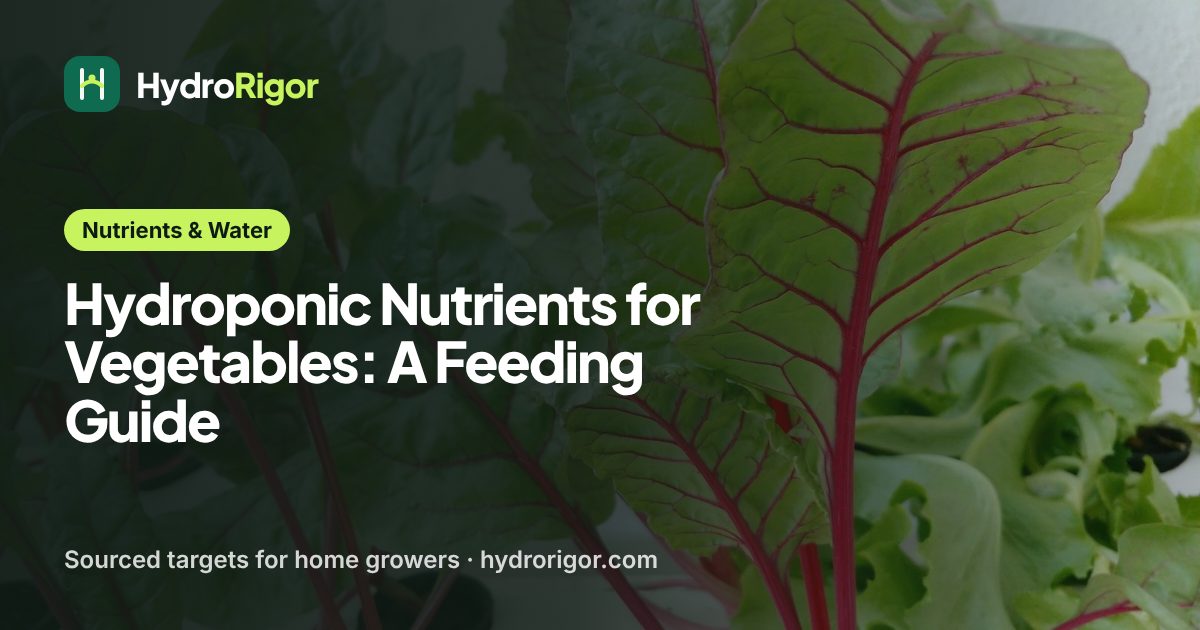 HydroRigor
Nutrients & Water
Hydroponic Nutrients for
Vegetables: A Feeding
Guide
Sourced targets for home growers · hydrorigor.com